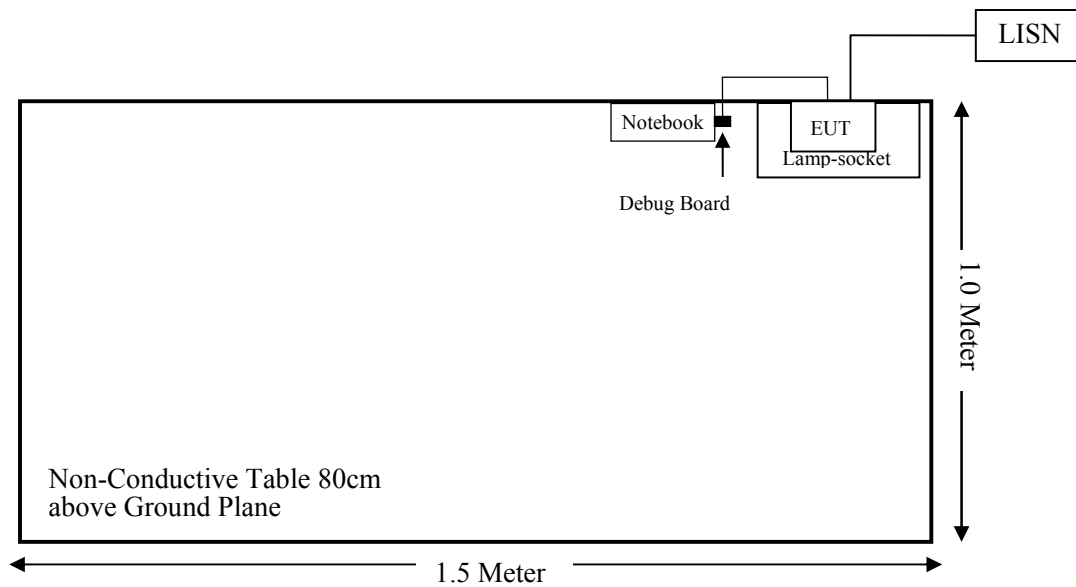 LISN
Notebook
EUT
Lamp-socket
Debug Board
1.0 Meter
Non-Conductive Table 80cm
above Ground Plane
1.5 Meter